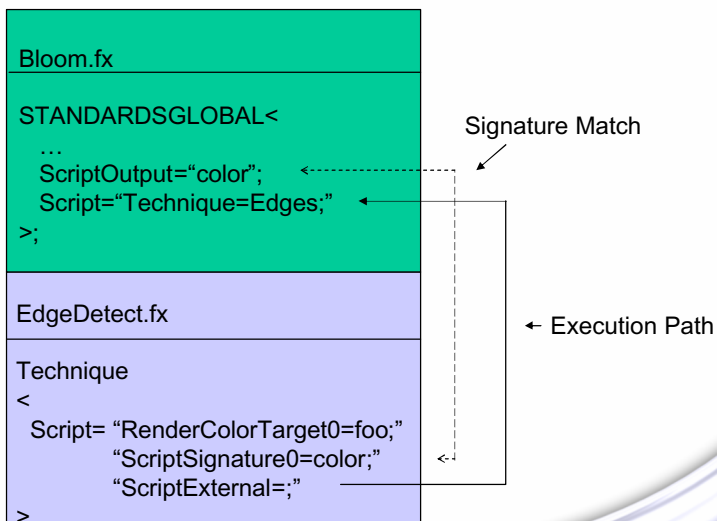 Bloom.fx
STANDARDSGLOBAL<
…
ScriptOutput=“color”;
Script=“Technique=Edges;”
>;
Signature Match
EdgeDetect.fx
Execution Path
Technique
<
Script= “RenderColorTarget0=foo;”
“ScriptSignature0=color;”
“ScriptExternal=;”
>